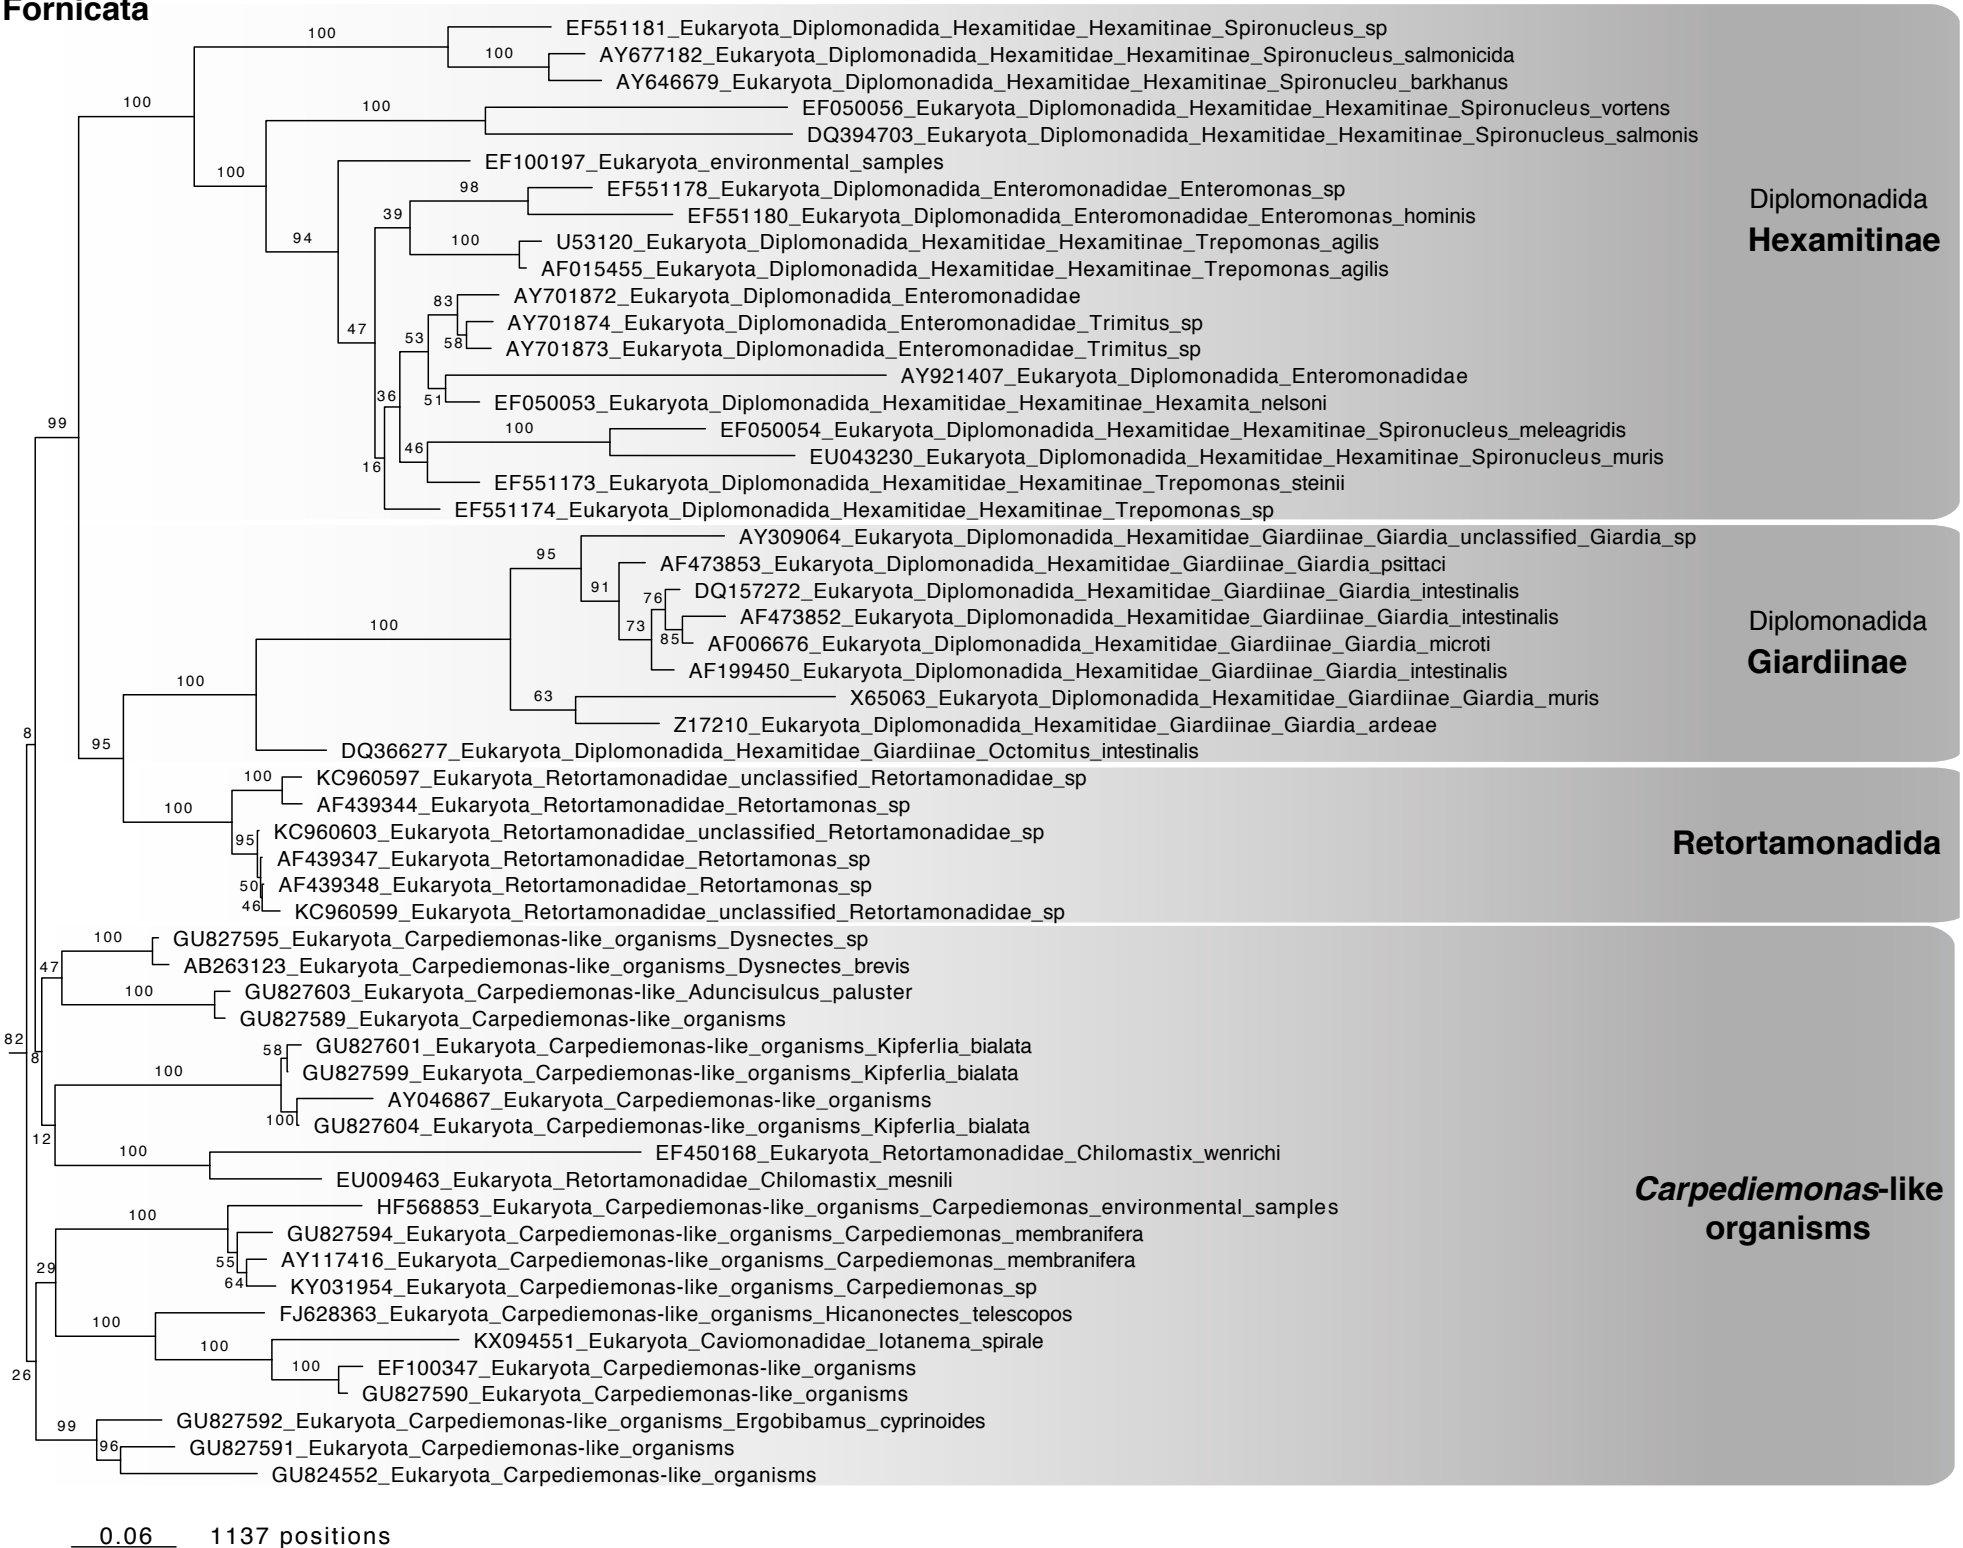 Fornicata
100
EF551181_Eukaryota_Diplomonadida_Hexamitidae_Hexamitinae_Spironucleus_sp
100
AY677182_Eukaryota_Diplomonadida_Hexamitidae_Hexamitinae_Spironucleus_salmonicida
AY646679_Eukaryota_Diplomonadida_Hexamitidae_Hexamitinae_Spironucleu_barkhanus
100
100
EF050056_Eukaryota_Diplomonadida_Hexamitidae_Hexamitinae_Spironucleus_vortens
DQ394703_Eukaryota_Diplomonadida_Hexamitidae_Hexamitinae_Spironucleus_salmonis
100
EF100197_Eukaryota_environmental_samples
98
EF551178_Eukaryota_Diplomonadida_Enteromonadidae_Enteromonas_sp
39
EF551180_Eukaryota_Diplomonadida_Enteromonadidae_Enteromonas_hominis
94
100
U53120_Eukaryota_Diplomonadida_Hexamitidae_Hexamitinae_Trepomonas_agilis
AF015455_Eukaryota_Diplomonadida_Hexamitidae_Hexamitinae_Trepomonas_agilis
Diplomonadida
Hexamitinae
83
AY701872_Eukaryota_Diplomonadida_Enteromonadidae
47
53
AY701874_Eukaryota_Diplomonadida_Enteromonadidae_Trimitus_sp
58
AY701873_Eukaryota_Diplomonadida_Enteromonadidae_Trimitus_sp
AY921407_Eukaryota_Diplomonadida_Enteromonadidae
36
51
EF050053_Eukaryota_Diplomonadida_Hexamitidae_Hexamitinae_Hexamita_nelsoni
99
100
EF050054_Eukaryota_Diplomonadida_Hexamitidae_Hexamitinae_Spironucleus_meleagridis
46
EU043230_Eukaryota_Diplomonadida_Hexamitidae_Hexamitinae_Spironucleus_muris
16
EF551173_Eukaryota_Diplomonadida_Hexamitidae_Hexamitinae_Trepomonas_steinii
EF551174_Eukaryota_Diplomonadida_Hexamitidae_Hexamitinae_Trepomonas_sp
AY309064_Eukaryota_Diplomonadida_Hexamitidae_Giardiinae_Giardia_unclassified_Giardia_sp
95
AF473853_Eukaryota_Diplomonadida_Hexamitidae_Giardiinae_Giardia_psittaci
91
76
DQ157272_Eukaryota_Diplomonadida_Hexamitidae_Giardiinae_Giardia_intestinalis
100
73
AF473852_Eukaryota_Diplomonadida_Hexamitidae_Giardiinae_Giardia_intestinalis
85
AF006676_Eukaryota_Diplomonadida_Hexamitidae_Giardiinae_Giardia_microti
Diplomonadida
Giardiinae
AF199450_Eukaryota_Diplomonadida_Hexamitidae_Giardiinae_Giardia_intestinalis
100
63
X65063_Eukaryota_Diplomonadida_Hexamitidae_Giardiinae_Giardia_muris
Z17210_Eukaryota_Diplomonadida_Hexamitidae_Giardiinae_Giardia_ardeae
8
95
DQ366277_Eukaryota_Diplomonadida_Hexamitidae_Giardiinae_Octomitus_intestinalis
100
KC960597_Eukaryota_Retortamonadidae_unclassified_Retortamonadidae_sp
100
AF439344_Eukaryota_Retortamonadidae_Retortamonas_sp
95
KC960603_Eukaryota_Retortamonadidae_unclassified_Retortamonadidae_sp
Retortamonadida
AF439347_Eukaryota_Retortamonadidae_Retortamonas_sp
50
AF439348_Eukaryota_Retortamonadidae_Retortamonas_sp
46
KC960599_Eukaryota_Retortamonadidae_unclassified_Retortamonadidae_sp
100
GU827595_Eukaryota_Carpediemonas-like_organisms_Dysnectes_sp
47
AB263123_Eukaryota_Carpediemonas-like_organisms_Dysnectes_brevis
100
GU827603_Eukaryota_Carpediemonas-like_Aduncisulcus_paluster
GU827589_Eukaryota_Carpediemonas-like_organisms
82
8
58
GU827601_Eukaryota_Carpediemonas-like_organisms_Kipferlia_bialata
100
GU827599_Eukaryota_Carpediemonas-like_organisms_Kipferlia_bialata
AY046867_Eukaryota_Carpediemonas-like_organisms
100
GU827604_Eukaryota_Carpediemonas-like_organisms_Kipferlia_bialata
12
100
EF450168_Eukaryota_Retortamonadidae_Chilomastix_wenrichi
EU009463_Eukaryota_Retortamonadidae_Chilomastix_mesnili
Carpediemonas-like
organisms
100
HF568853_Eukaryota_Carpediemonas-like_organisms_Carpediemonas_environmental_samples
GU827594_Eukaryota_Carpediemonas-like_organisms_Carpediemonas_membranifera
55
AY117416_Eukaryota_Carpediemonas-like_organisms_Carpediemonas_membranifera
29
64
KY031954_Eukaryota_Carpediemonas-like_organisms_Carpediemonas_sp
100
FJ628363_Eukaryota_Carpediemonas-like_organisms_Hicanonectes_telescopos
100
KX094551_Eukaryota_Caviomonadidae_Iotanema_spirale
26
100
EF100347_Eukaryota_Carpediemonas-like_organisms
GU827590_Eukaryota_Carpediemonas-like_organisms
99
GU827592_Eukaryota_Carpediemonas-like_organisms_Ergobibamus_cyprinoides
96
GU827591_Eukaryota_Carpediemonas-like_organisms
GU824552_Eukaryota_Carpediemonas-like_organisms
0.06 1137 positions